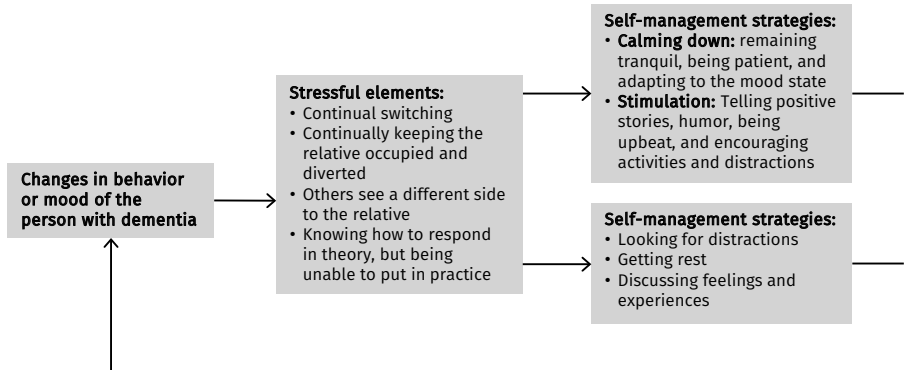 Changes in behavior
or mood of the
person with dementia
Stressful elements:
• Continual switching
• Continually keeping the
relative occupied and
diverted
• Others see a different side
to the relative
• Knowing how to respond
in theory, but being
unable to put in practice
Self-management strategies:
• Calming down: remaining
tranquil, being patient, and
adapting to the mood state
• Stimulation: Telling positive
stories, humor, being
upbeat, and encouraging
activities and distractions
Self-management strategies:
• Looking for distractions
• Getting rest
• Discussing feelings and
experiences